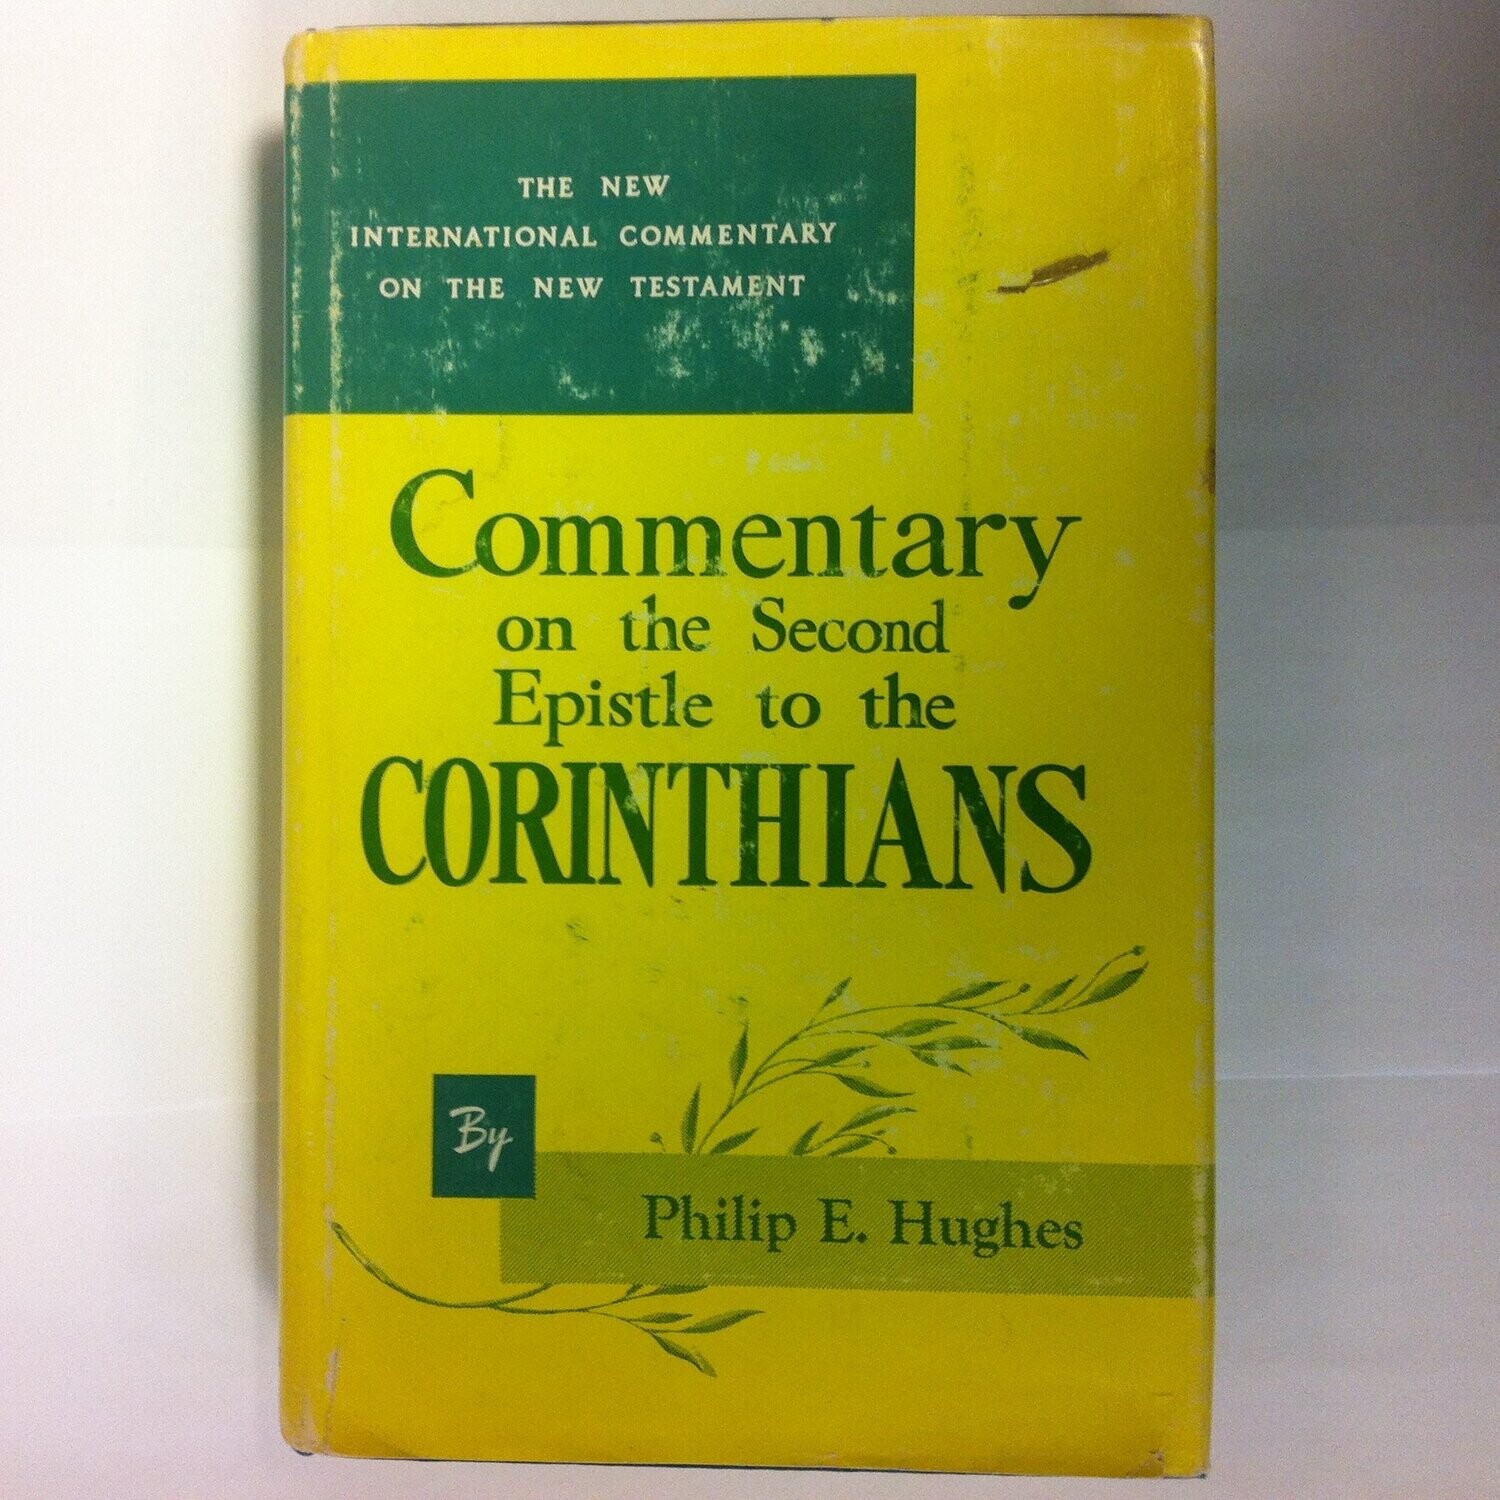 THE NEW
INTERNATIONAL COMMENTARY
ON THE NEW TESTAMENT
Commentary
on the Second
Epistle to the
CORINTHIANS
By
Philip E. Hughes